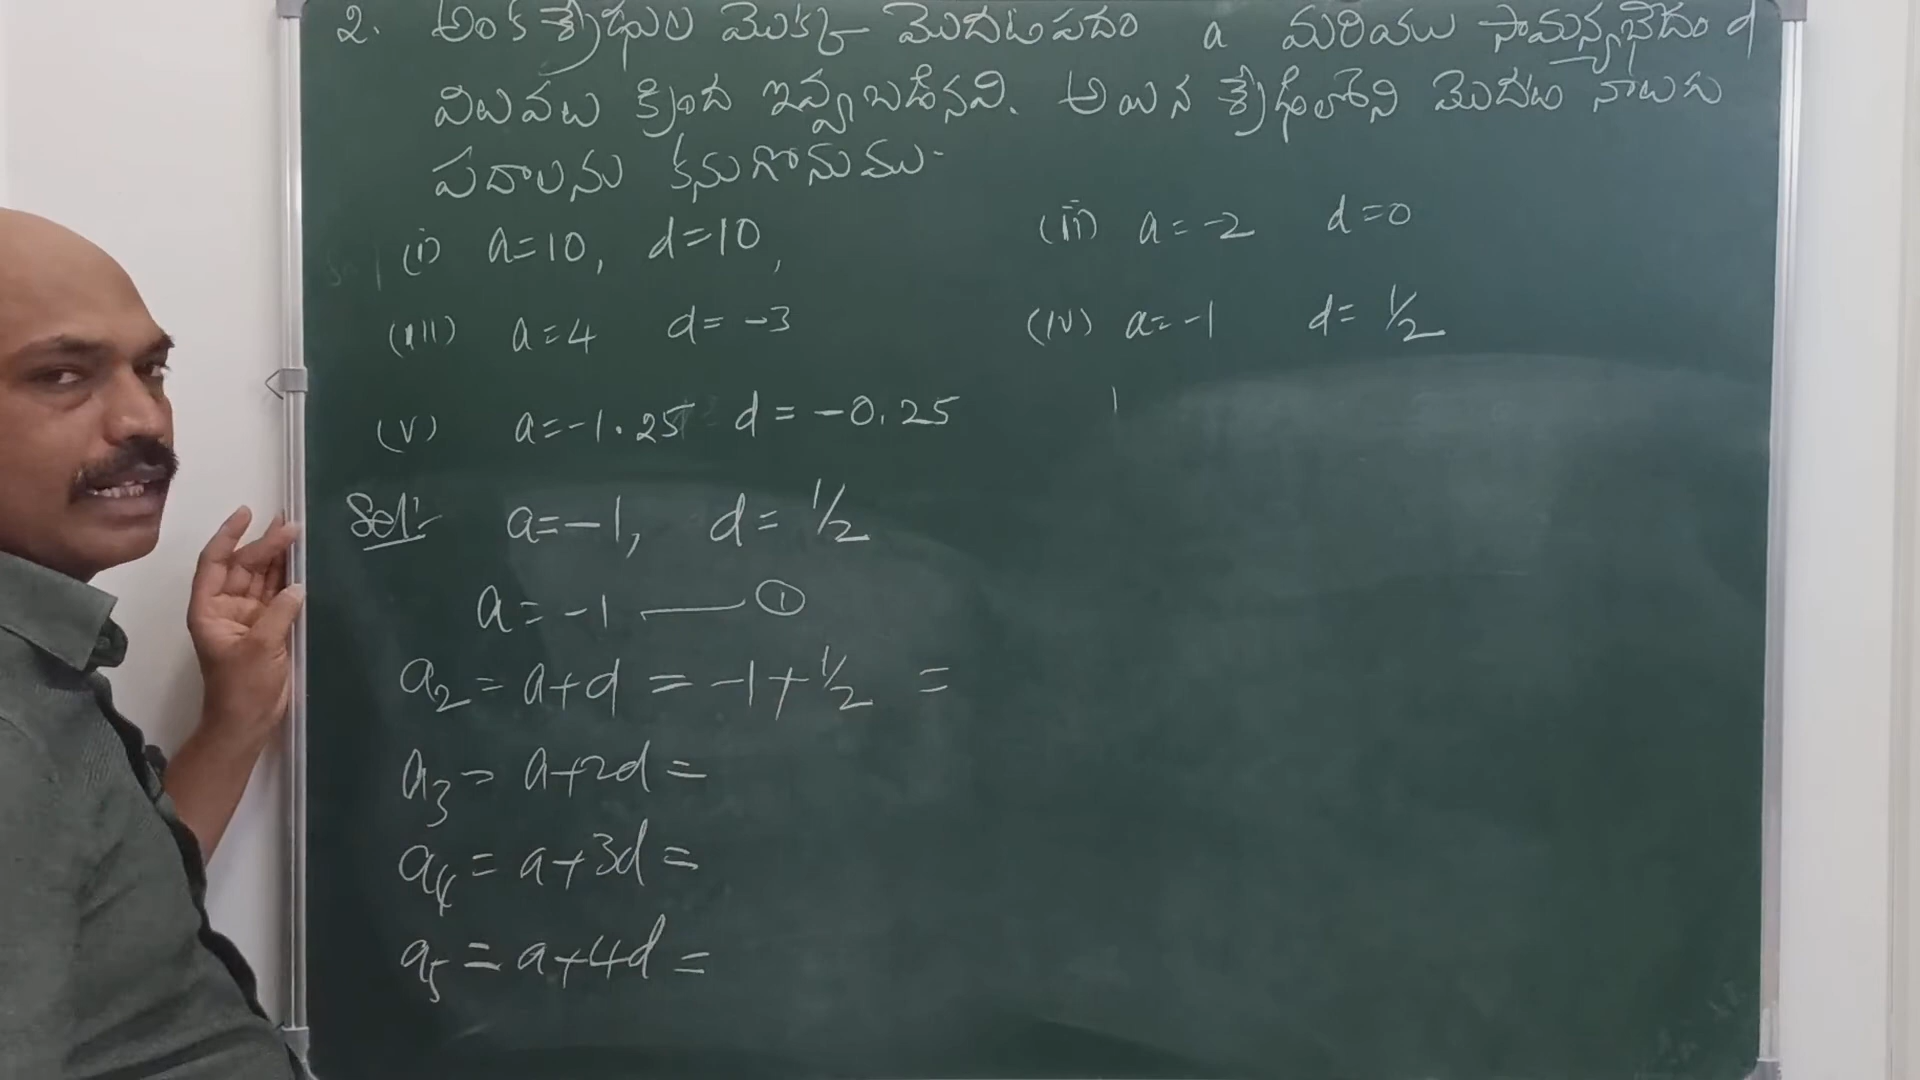 2. అంకశ్రేఢుల మొక్క మొదటపదం a మరియు సామాన్యభేదం d
విలువలు క్రింద ఇవ్వబడినవి. అయిన శ్రేఢులలోని మొదట నాలుగు
పదాలను కనుగొనుము.
(i) a=10, d=10,
(ii) a=-2 d=0
(iii) a=4 d=-3
(iv) a=-1 d=1/2
(v) a=-1.25 d=-0.25
Sol:- a=-1, d=1/2
a=-1 —— ①
a₂=a+d=-1+1/2 =
a₃=a+2d=
a₄=a+3d=
a₅=a+4d=